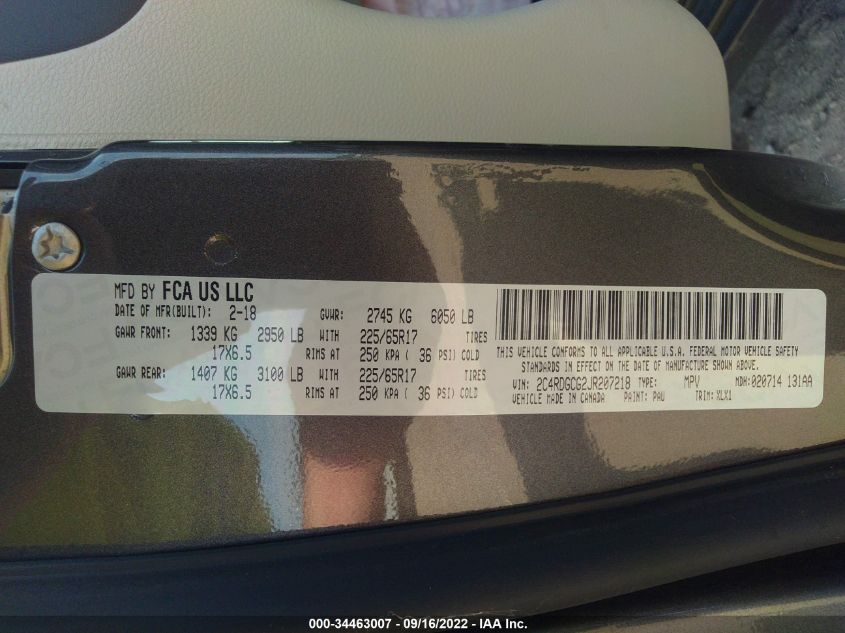 MFD BY FCA US LLC
DATE OF MFR(BUILT): 2-18 GVWR: 2745 KG 6050 LB
GAWR FRONT: 1339 KG 2950 LB WITH 225/65R17 TIRES
17X6.5 RIMS AT 250 KPA ( 36 PSI) COLD
GAWR REAR: 1407 KG 3100 LB WITH 225/65R17 TIRES
17X6.5 RIMS AT 250 KPA ( 36 PSI) COLD
THIS VEHICLE CONFORMS TO ALL APPLICABLE U.S.A. FEDERAL MOTOR VEHICLE SAFETY
STANDARDS IN EFFECT ON THE DATE OF MANUFACTURE SHOWN ABOVE.
VIN: 2C4RDGCG2JR207218 TYPE: MPV MDH: 020714 131AA
VEHICLE MADE IN CANADA PAINT: PAU TRIM: XLX1
000-34463007 - 09/16/2022 - IAA Inc.